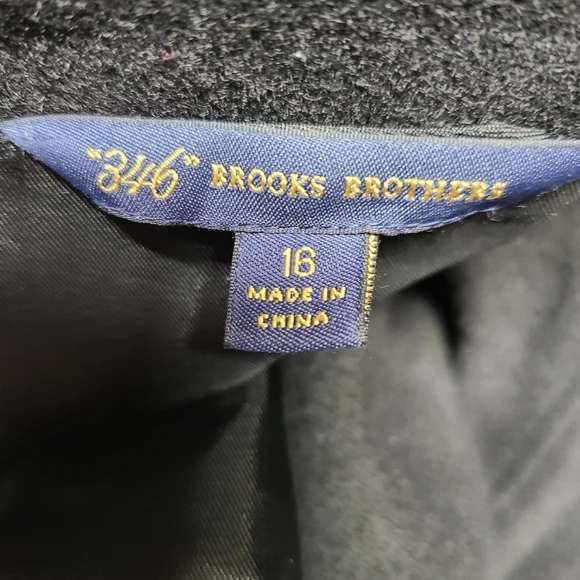 "346" BROOKS BROTHERS
16
MADE IN
CHINA